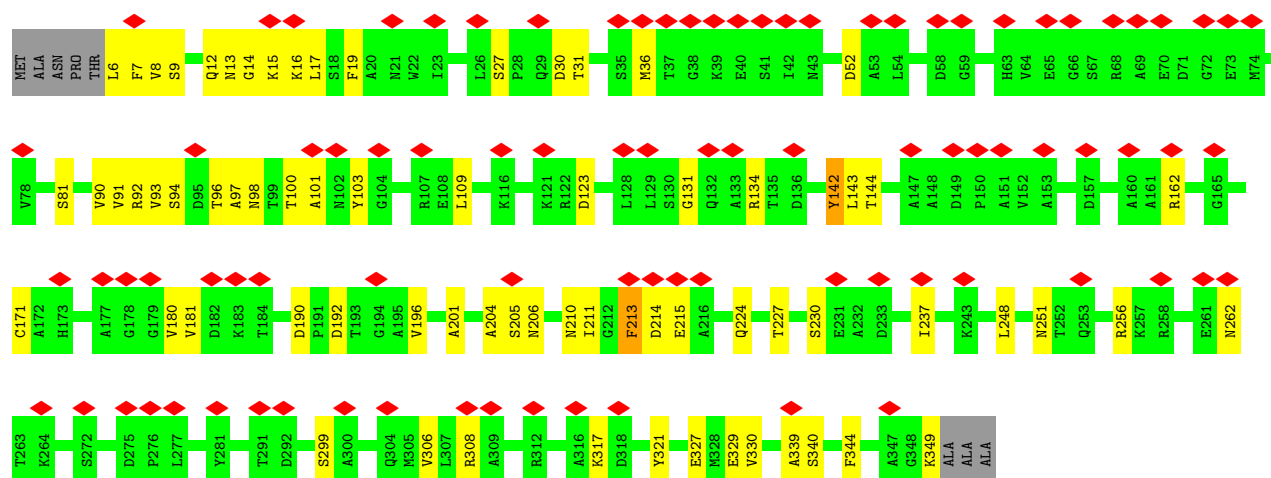 MET ALA ASN PRO THR L6 F7 V8 S9 Q12 N13 G14 K15 K16 L17 S18 F19 A20 N21 W22 I23 L26 S27 P28 Q29 D30 T31 S35 M36 T37 G38 K39 E40 S41 I42 N43 D52 A53 L54 D58 G59 H63 V64 E65 G66 S67 R68 A69 E70 D71 G72 E73 M74
V78 S81 V90 V91 R92 V93 S94 D95 T96 A97 N98 T99 T100 A101 N102 Y103 G104 R107 E108 L109 K116 K121 R122 D123 L128 L129 S130 G131 Q132 A133 R134 T135 D136 Y142 L143 T144 A147 A148 D149 P150 A151 V152 A153 D157 A160 A161 R162 G165
C171 A172 H173 A177 G178 G179 V180 V181 D182 K183 T184 D190 P191 D192 T193 G194 A195 V196 A201 A204 S205 N206 N210 I211 G212 F213 D214 E215 A216 Q224 T227 S230 E231 A232 D233 I237 K243 L248 N251 T252 Q253 R256 K257 R258 E261 N262
T263 K264 S272 D275 P276 L277 Y281 T291 D292 S299 A300 Q304 M305 V306 L307 R308 A309 R312 A316 K317 D318 Y321 E327 M328 E329 V330 A339 S340 F344 A347 G348 K349 ALA ALA ALA